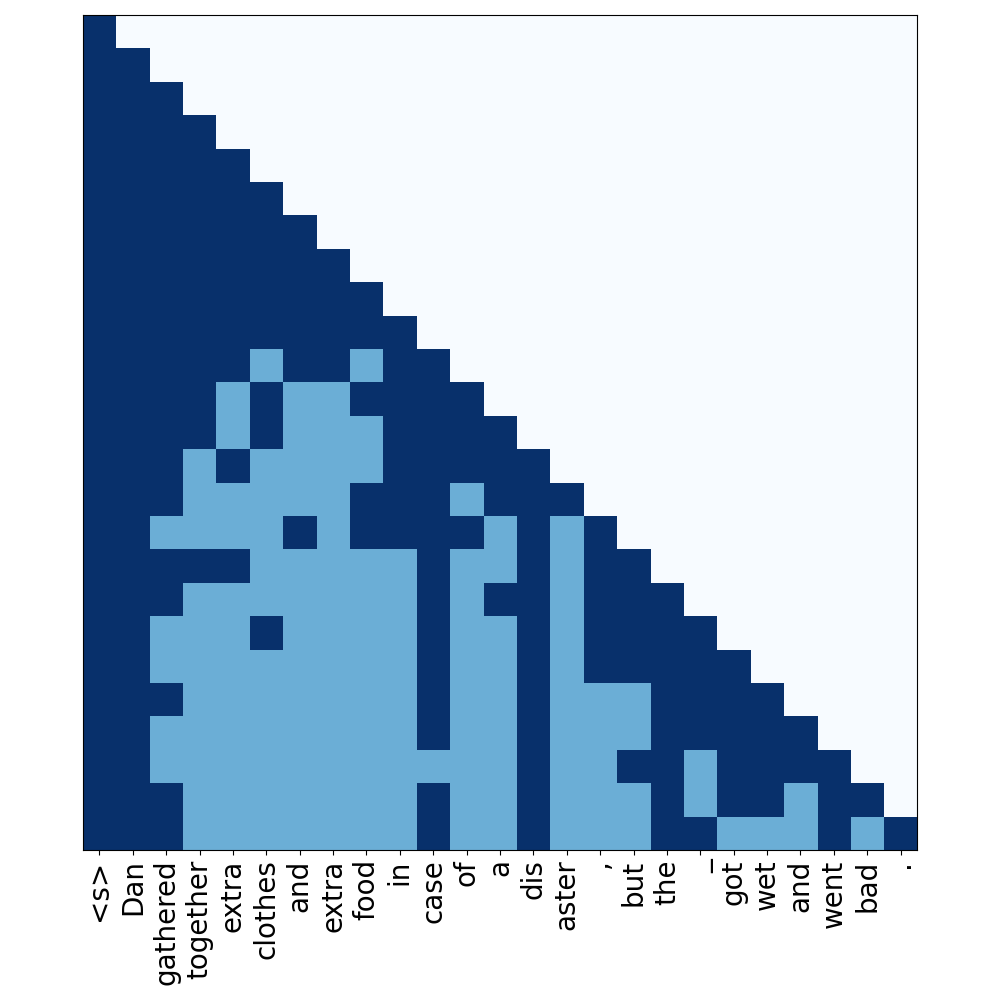 <s> Dan gathered together extra clothes and extra food in case of a dis aster , but the _ got wet and went bad .